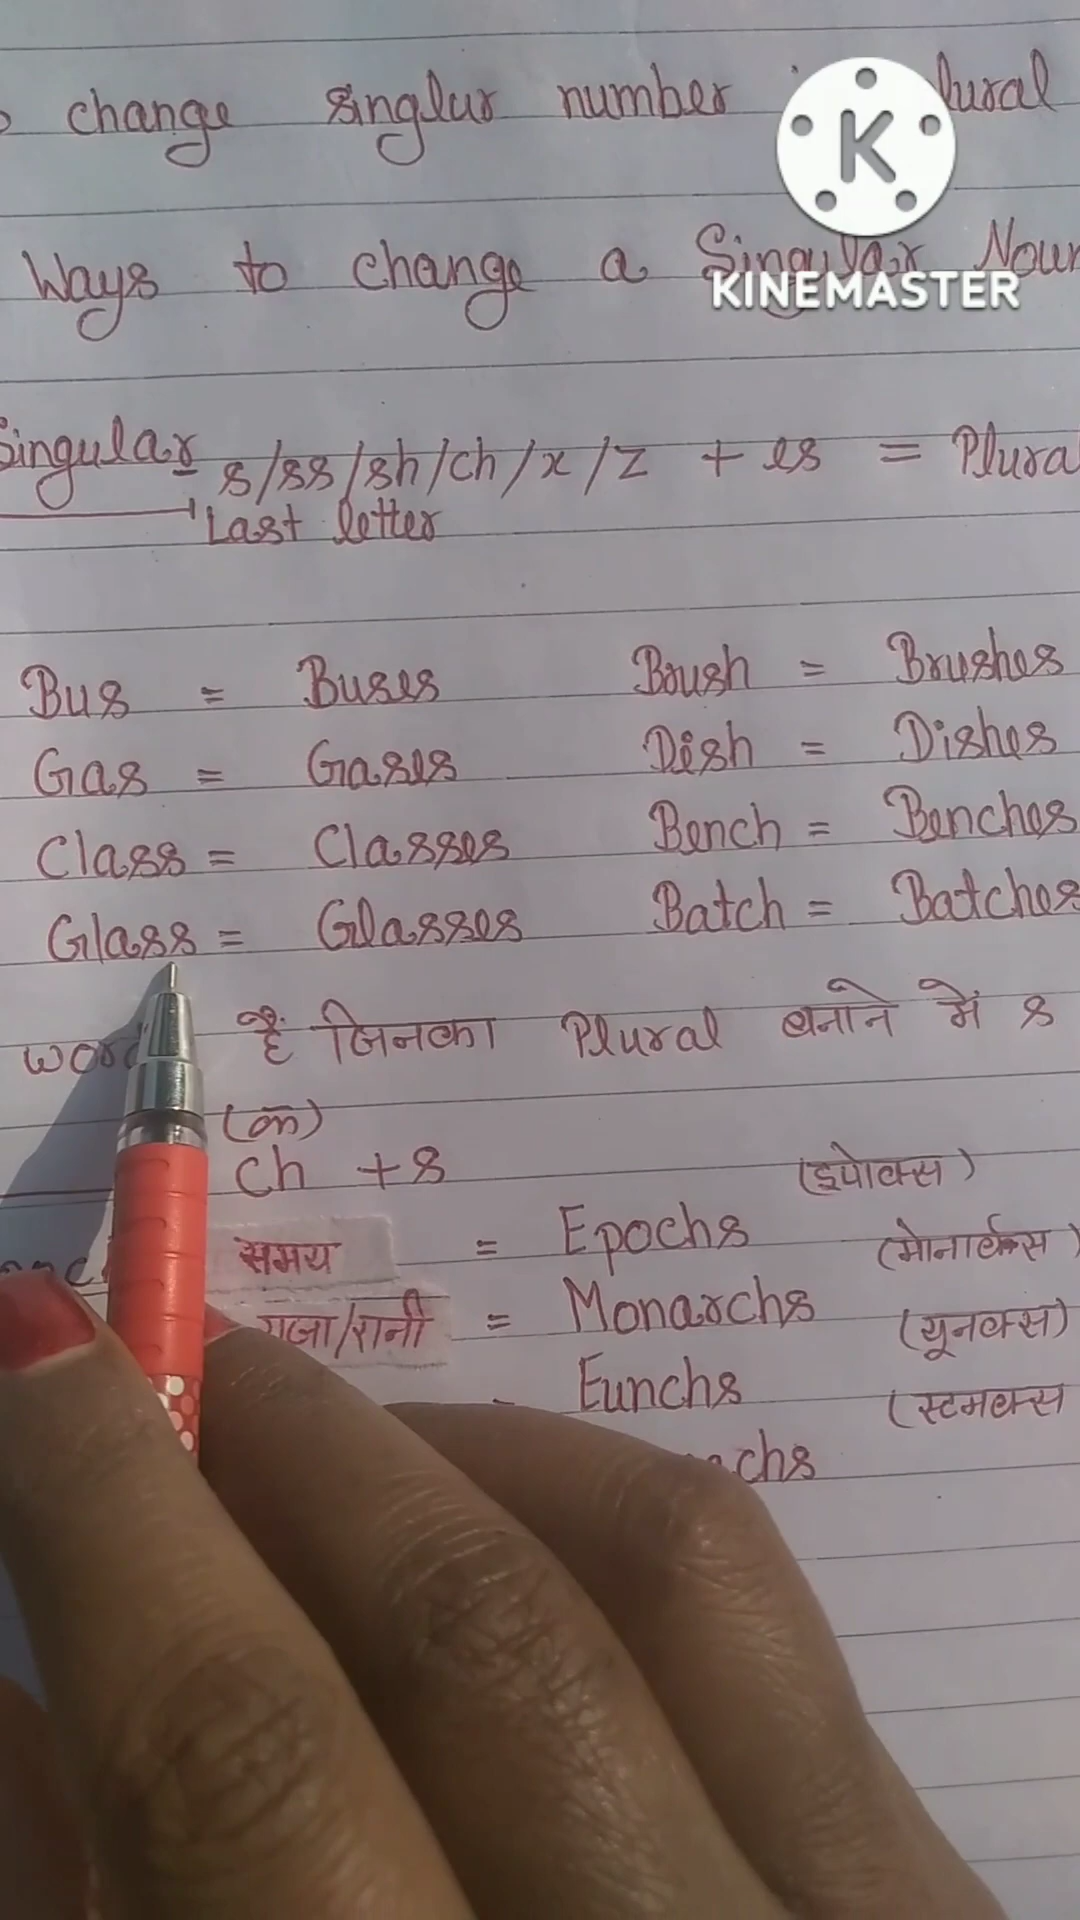 change singlur number
KINEMASTER
Ways to change a Singular Noun
Singular s/ss/sh/ch/x/z + es = Plural
Last letter
Bus = Buses Brush = Brushes
Gas = Gases Dish = Dishes
Class = Classes Bench = Benches
Glass = Glasses Batch = Batches
word हैं जिनका Plural बनाने में s
(क)
Ch + s (इपोक्स)
समय = Epochs (मोनार्कस)
राजा/रानी = Monarchs (यूनक्स)
Eunchs (स्टमक्स
chs